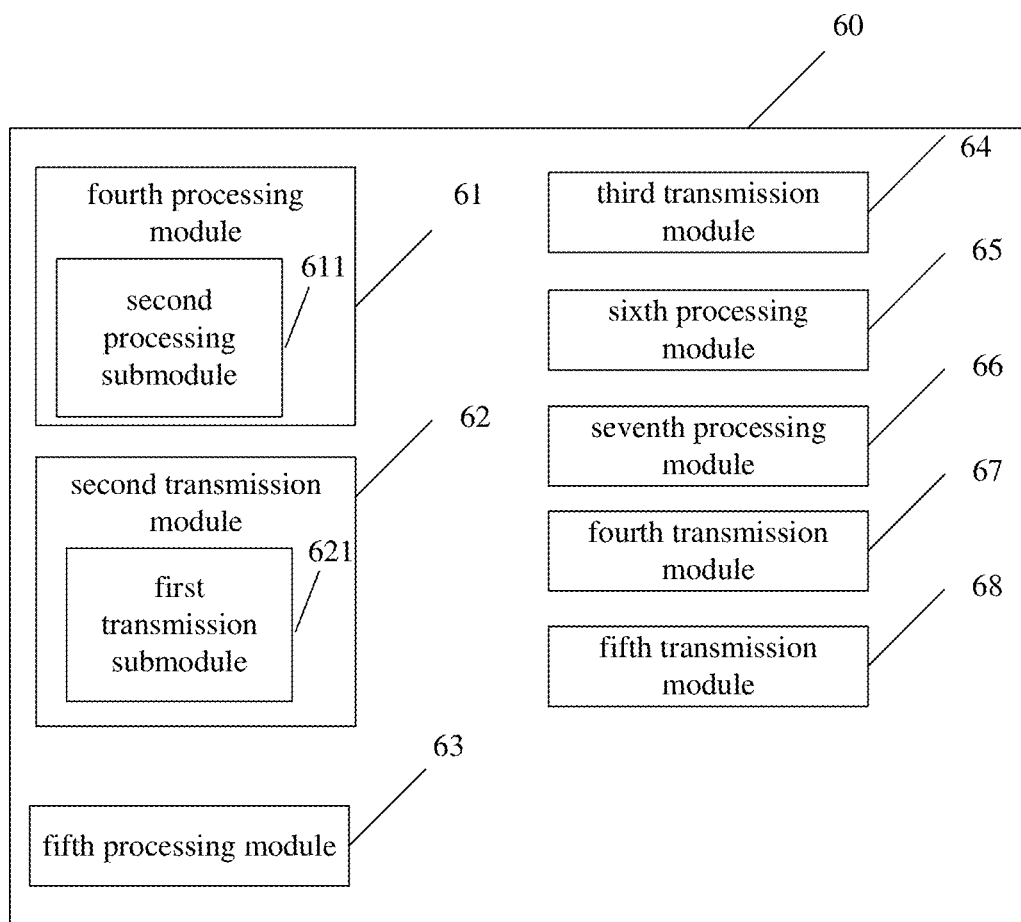 60
fourth processing
module
61
second
processing
submodule
611
second transmission
module
62
first
transmission
submodule
621
fifth processing module
63
third transmission
module
64
sixth processing
module
65
seventh processing
module
66
fourth transmission
module
67
fifth transmission
module
68